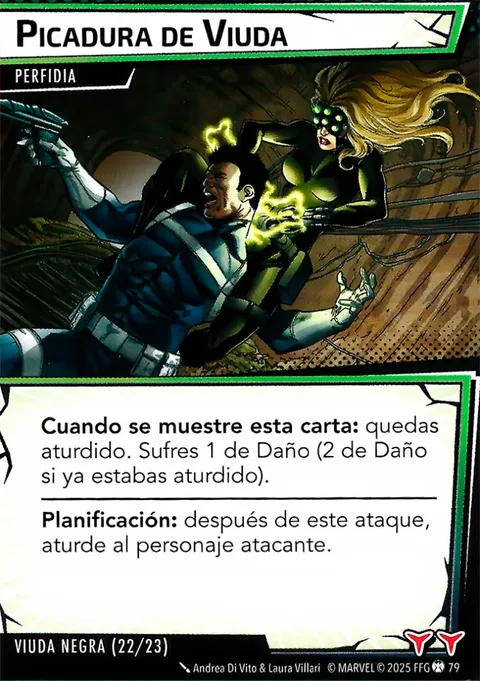 PICADURA DE VIUDA
PERFIDIA
Cuando se muestre esta carta: quedas
aturdido. Sufres 1 de Daño (2 de Daño
si ya estabas aturdido).
Planificación: después de este ataque,
aturde al personaje atacante.
VIUDA NEGRA (22/23)
Andrea Di Vito & Laura Villari © MARVEL © 2025 FFG 79